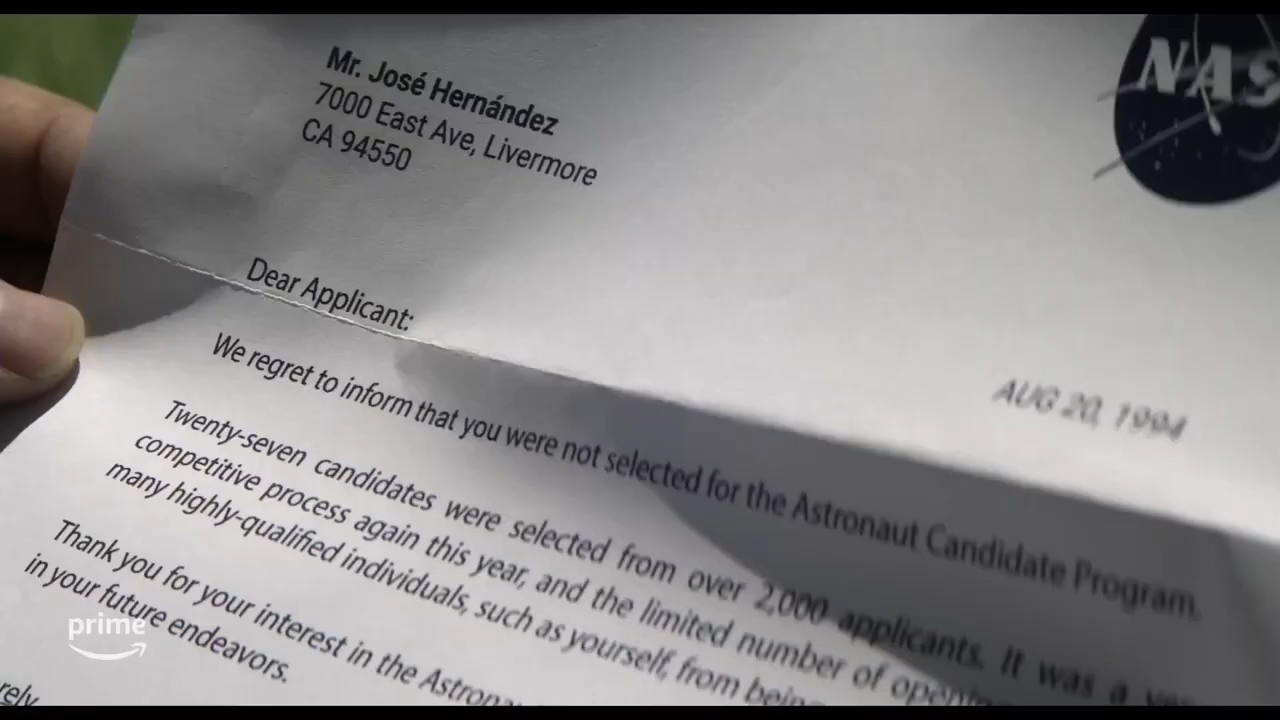 Mr. José Hernández
7000 East Ave, Livermore
CA 94550
NAS
AUG 20, 1994
Dear Applicant:
We regret to inform that you were not selected for the Astronaut Candidate Program.
Twenty-seven candidates were selected from over 2,000 applicants. It was a
competitive process again this year, and the limited number of
many highly-qualified individuals, such as yourself, from
Thank you for your interest in the
in your future endeavors.
prime